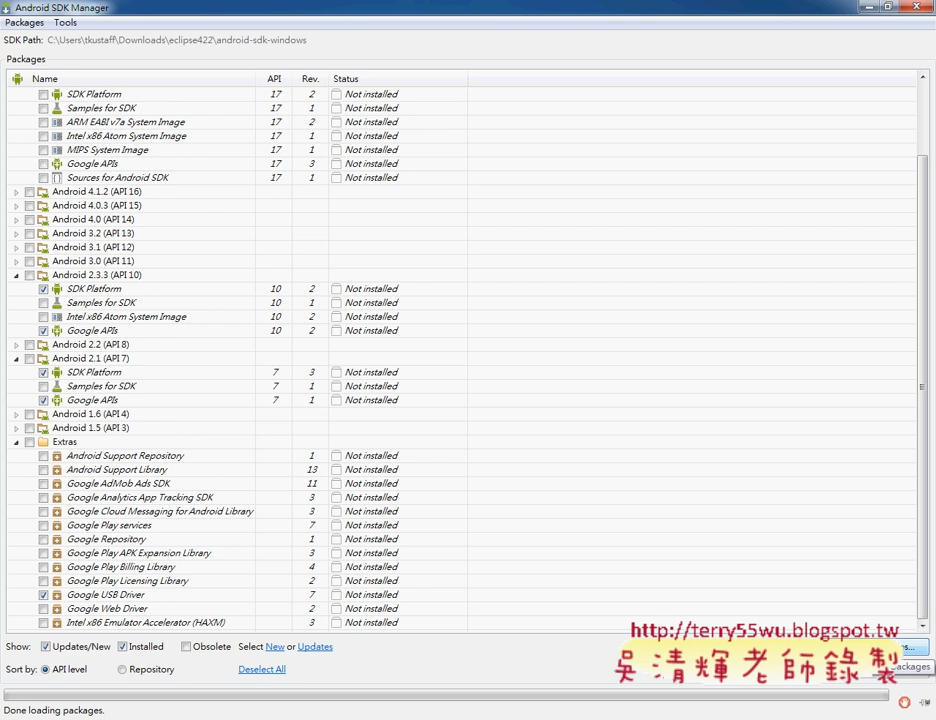 Android SDK Manager
Packages Tools
SDK Path: C:\Users\tkustaff\Downloads\eclipse422\android-sdk-windows
Packages
Name API Rev. Status
SDK Platform 17 2 Not installed
Samples for SDK 17 1 Not installed
ARM EABI v7a System Image 17 2 Not installed
Intel x86 Atom System Image 17 1 Not installed
MIPS System Image 17 1 Not installed
Google APIs 17 3 Not installed
Sources for Android SDK 17 1 Not installed
Android 4.1.2 (API 16)
Android 4.0.3 (API 15)
Android 4.0 (API 14)
Android 3.2 (API 13)
Android 3.1 (API 12)
Android 3.0 (API 11)
Android 2.3.3 (API 10)
SDK Platform 10 2 Not installed
Samples for SDK 10 1 Not installed
Intel x86 Atom System Image 10 2 Not installed
Google APIs 10 2 Not installed
Android 2.2 (API 8)
Android 2.1 (API 7)
SDK Platform 7 3 Not installed
Samples for SDK 7 1 Not installed
Google APIs 7 1 Not installed
Android 1.6 (API 4)
Android 1.5 (API 3)
Extras
Android Support Repository 1 Not installed
Android Support Library 13 Not installed
Google AdMob Ads SDK 11 Not installed
Google Analytics App Tracking SDK 3 Not installed
Google Cloud Messaging for Android Library 3 Not installed
Google Play services 7 Not installed
Google Repository 1 Not installed
Google Play APK Expansion Library 3 Not installed
Google Play Billing Library 4 Not installed
Google Play Licensing Library 2 Not installed
Google USB Driver 7 Not installed
Google Web Driver 2 Not installed
Intel x86 Emulator Accelerator (HAXM) 3 Not installed
http://terry55wu.blogspot.tw
Show: Updates/New Installed Obsolete Select New or Updates
吳清輝老師錄製
Sort by: API level Repository Deselect All
Done loading packages.